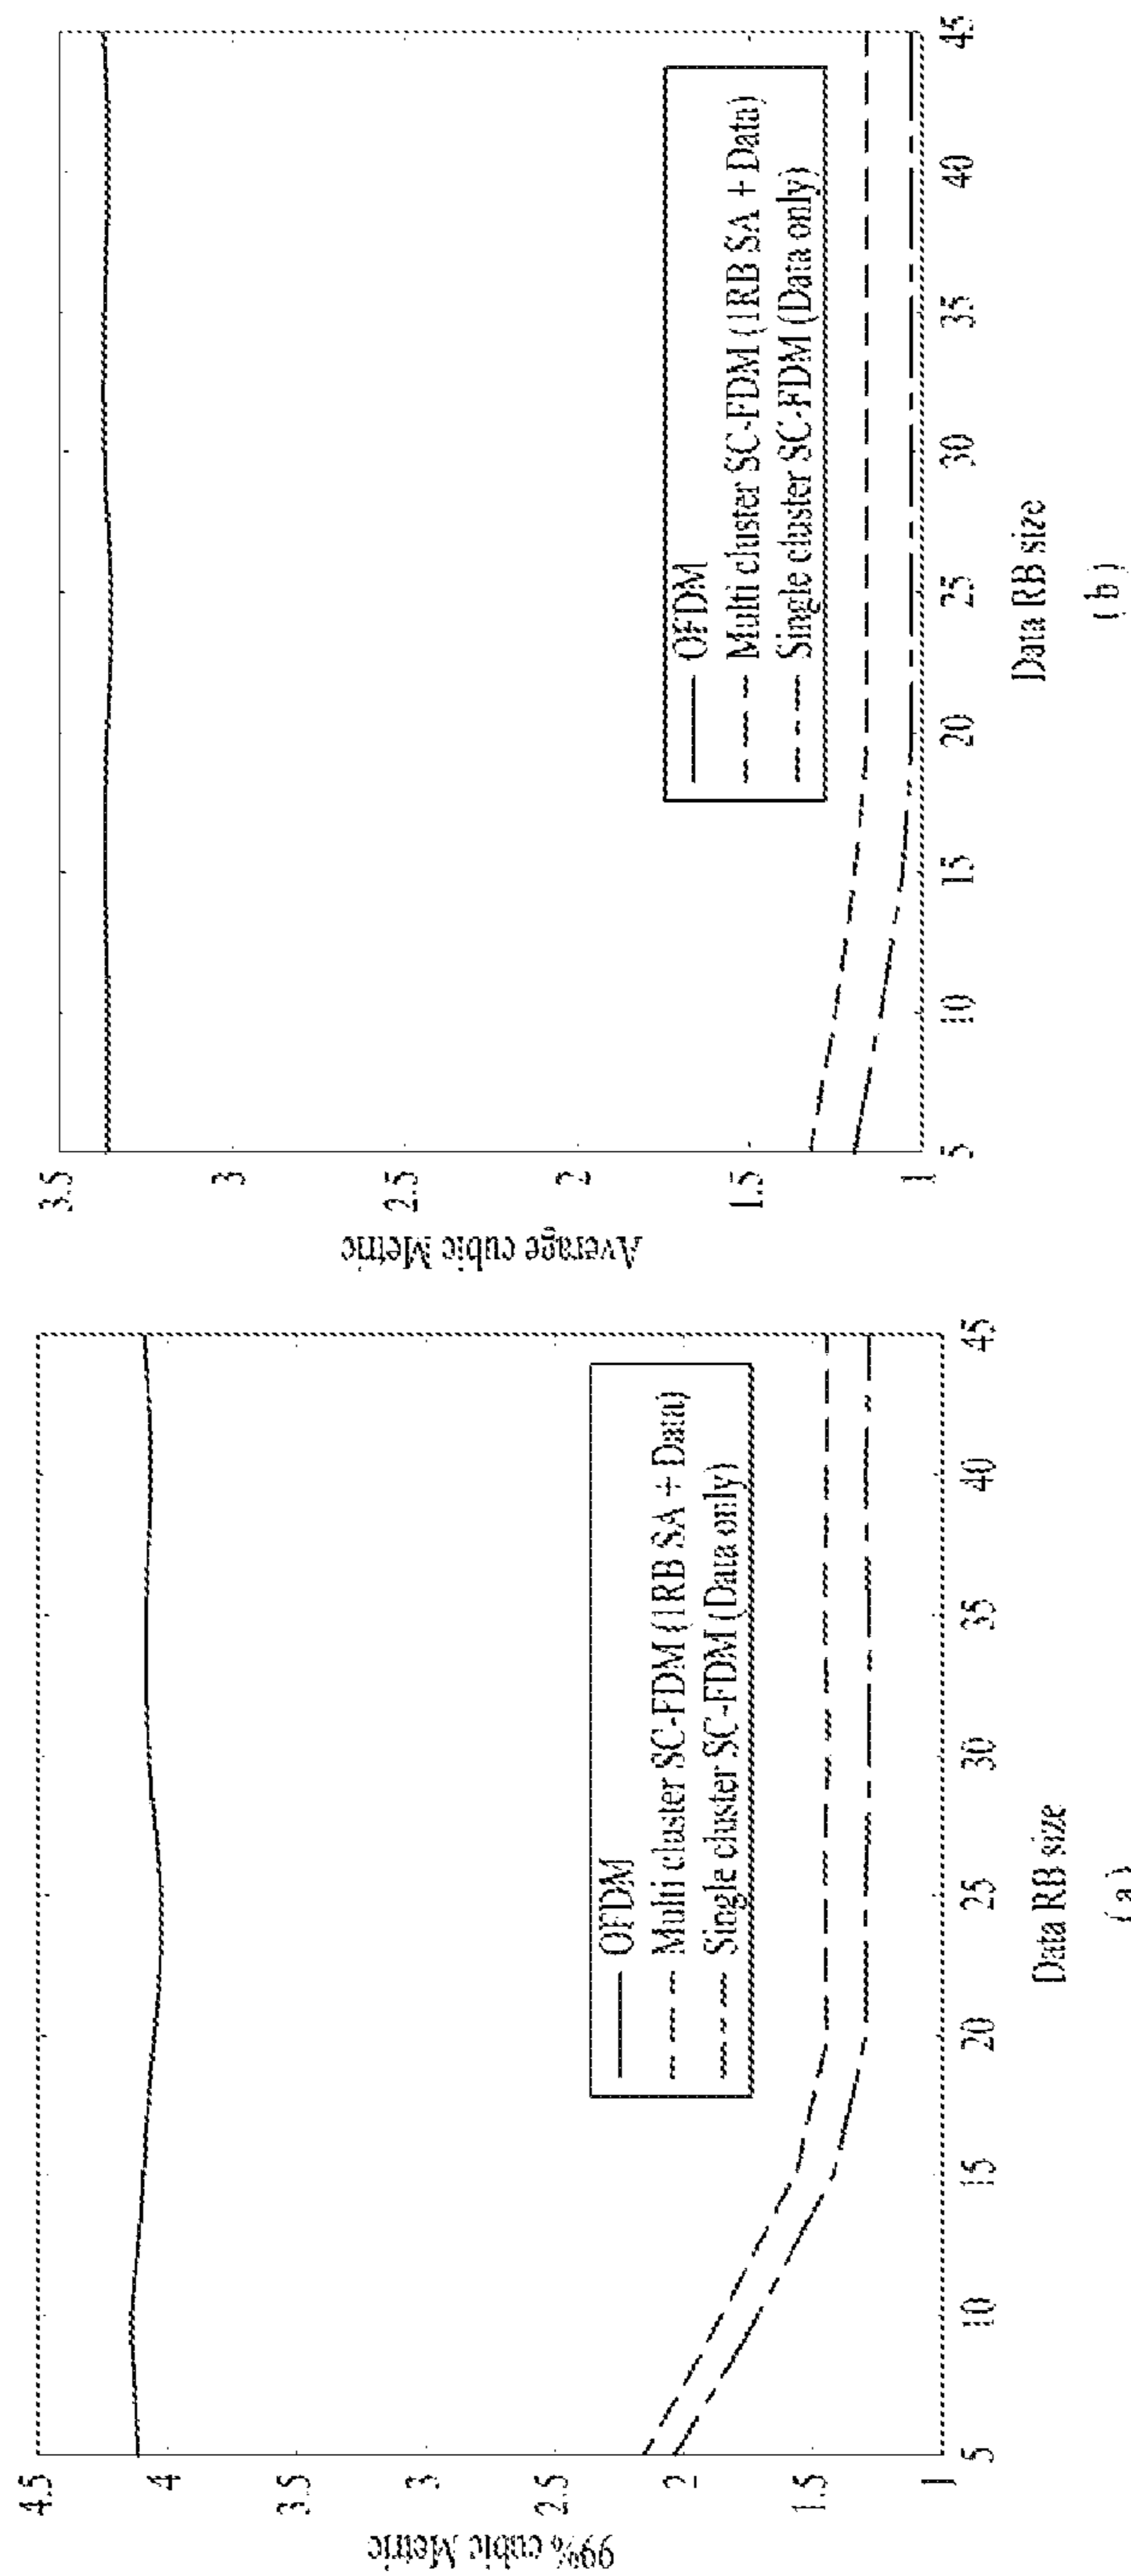 99% cubic Metric
4.5
4
3.5
3
2.5
2
1.5
1
OFDM
Multi cluster SC-FDM (1RB SA + Data)
Single cluster SC-FDM (Data only)
5 10 15 20 25 30 35 40 45
Data RB size
(a)
Average cubic Metric
3.5
3
2.5
2
1.5
1
OFDM
Multi cluster SC-FDM (1RB SA + Data)
Single cluster SC-FDM (Data only)
5 10 15 20 25 30 35 40 45
Data RB size
(b)